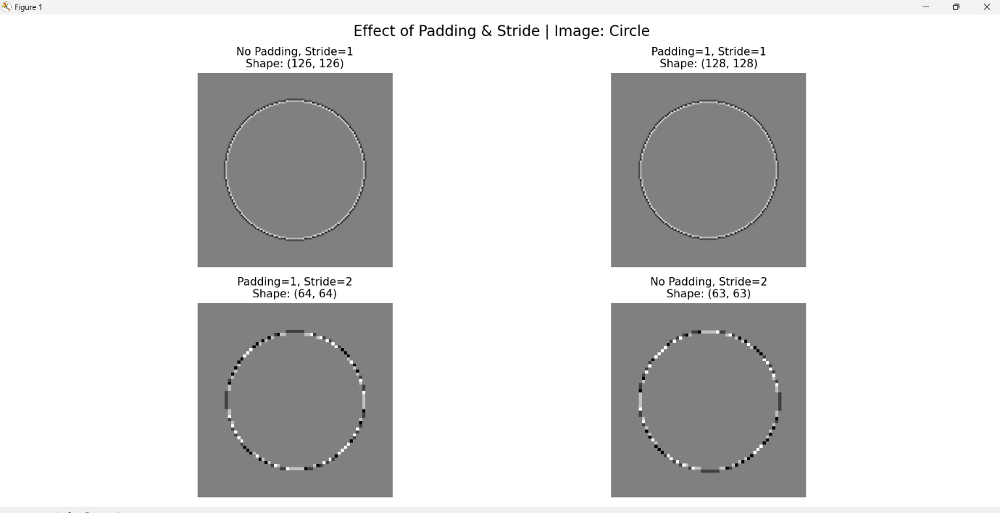 Figure 1
Effect of Padding & Stride | Image: Circle
No Padding, Stride=1
Shape: (126, 126)
Padding=1, Stride=1
Shape: (128, 128)
Padding=1, Stride=2
Shape: (64, 64)
No Padding, Stride=2
Shape: (63, 63)